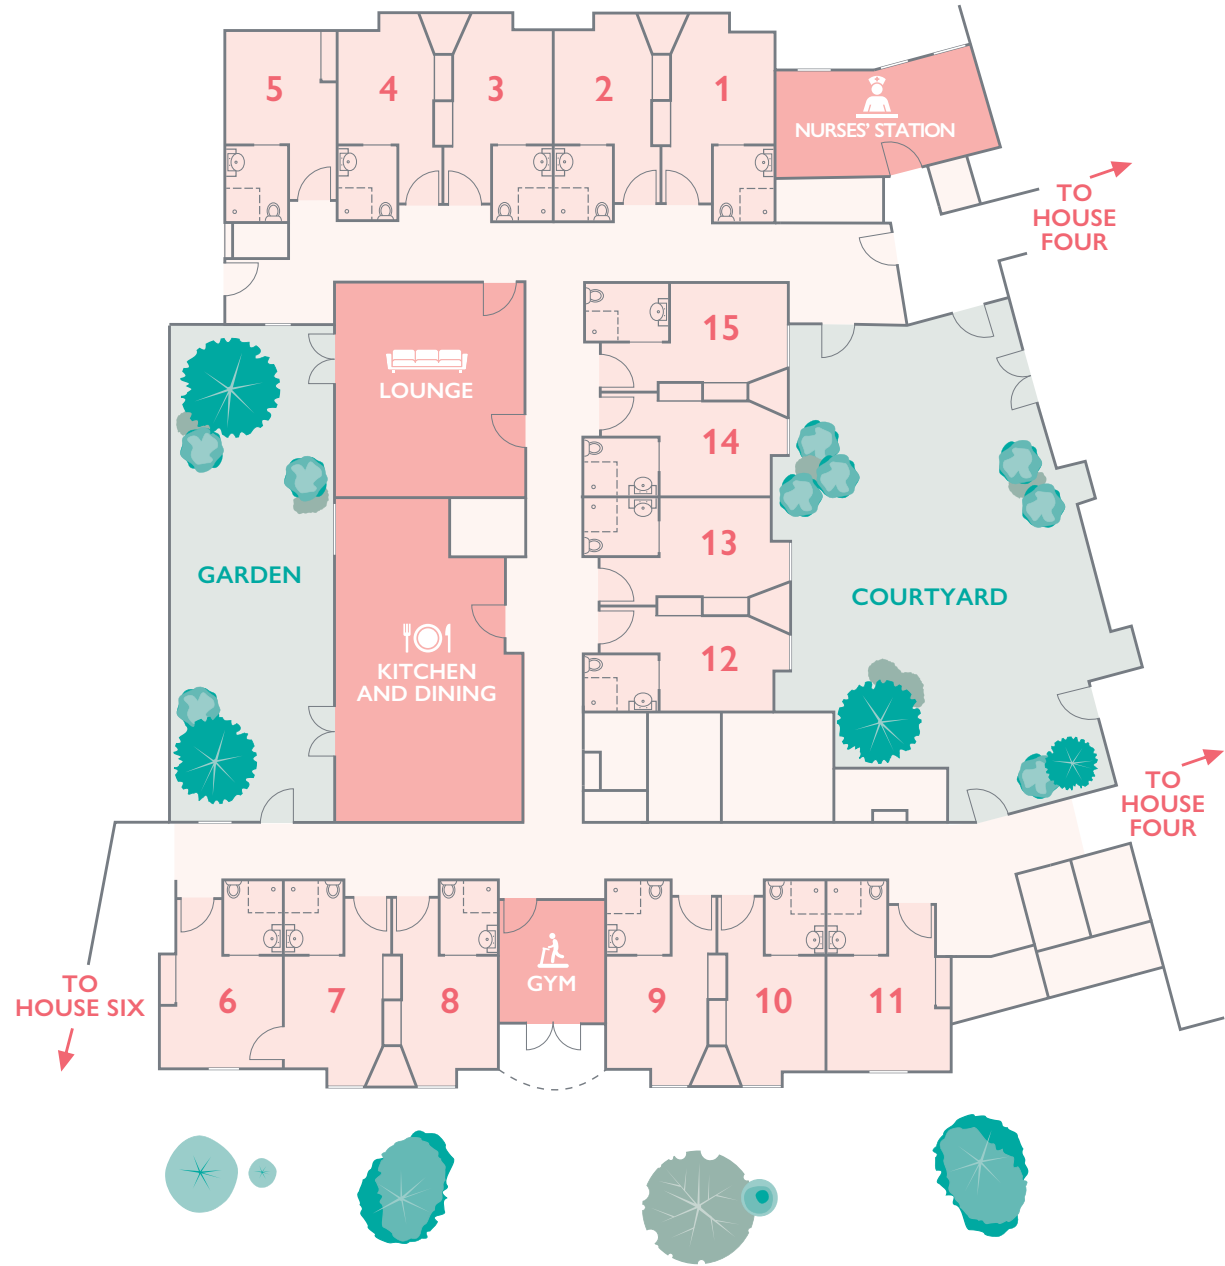 5
4
3
2
1
NURSES' STATION
TO
HOUSE
FOUR
LOUNGE
15
14
13
12
GARDEN
COURTYARD
KITCHEN
AND DINING
TO
HOUSE
FOUR
TO
HOUSE SIX
6
7
8
GYM
9
10
11